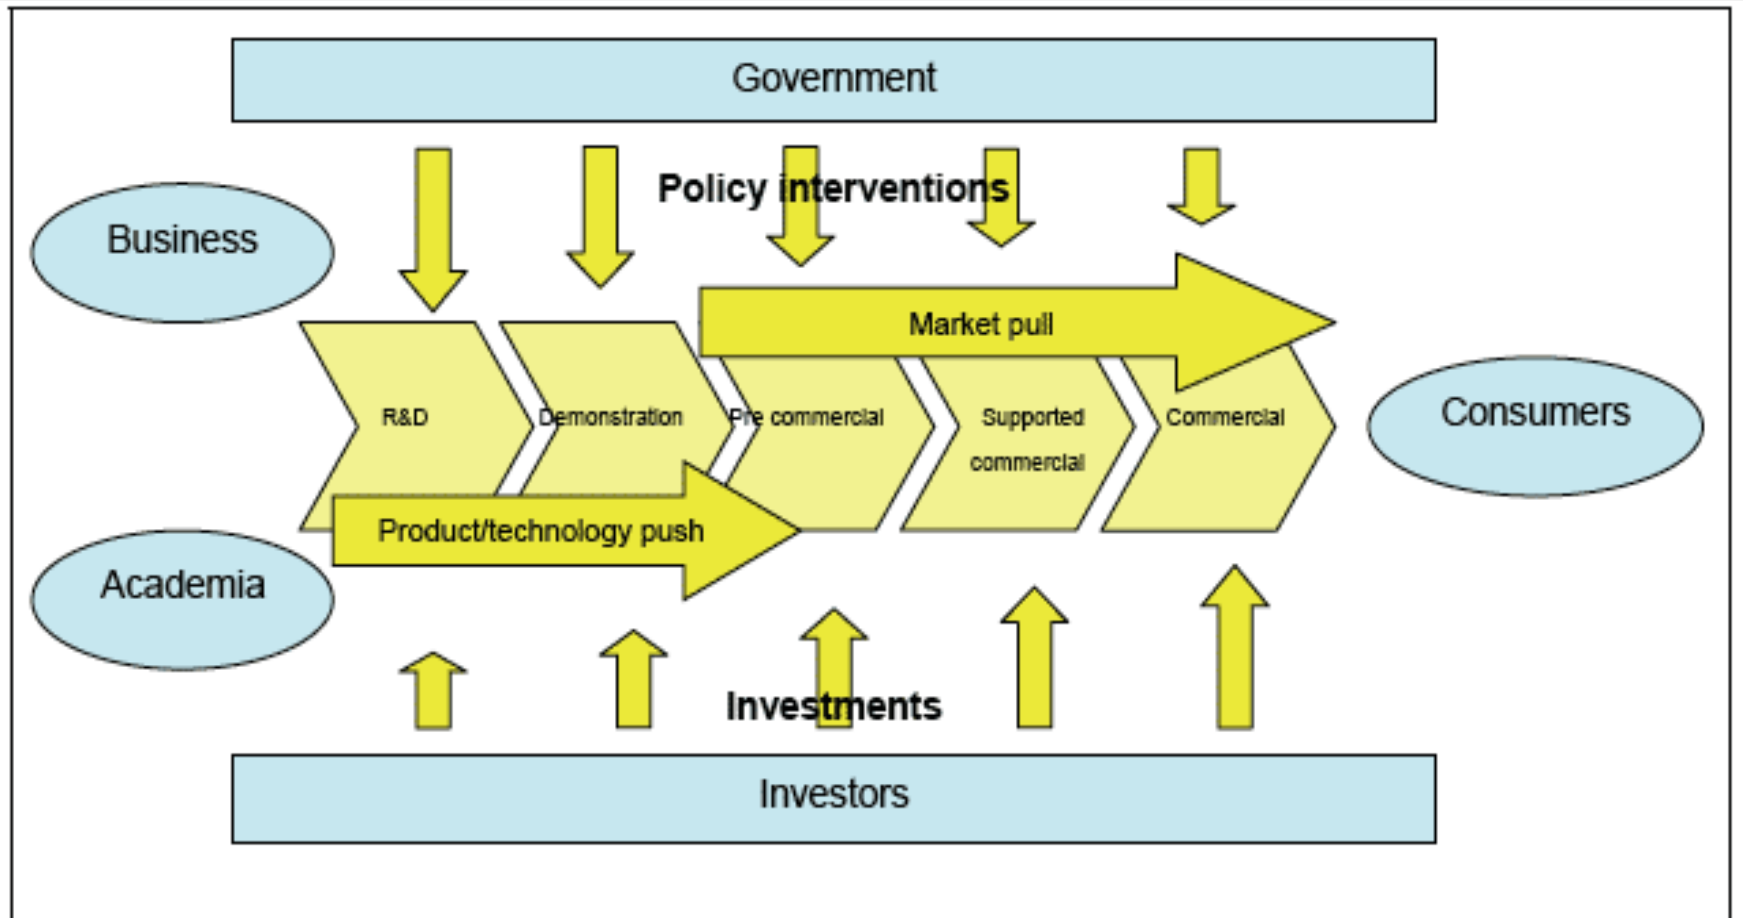 Government
Policy interventions
Business
Market pull
R&D
Demonstration
Pre commercial
Supported
commercial
Commercial
Consumers
Product/technology push
Academia
Investments
Investors